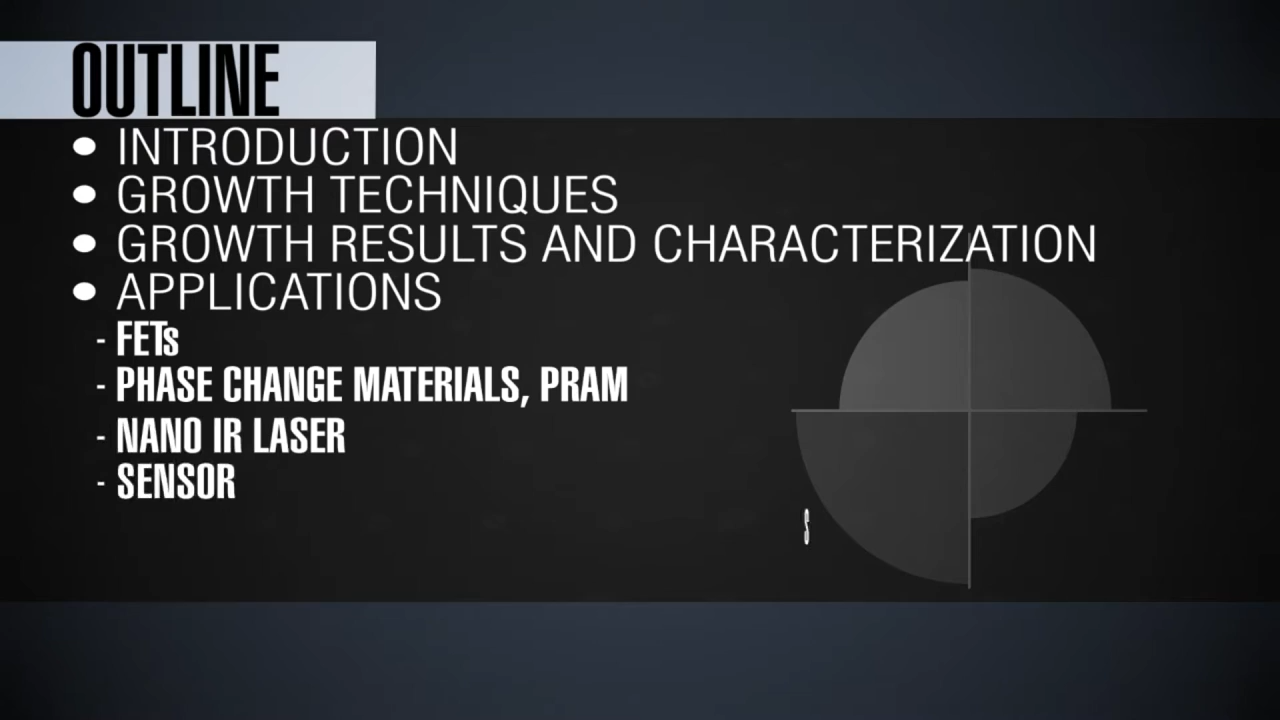 OUTLINE
• INTRODUCTION
• GROWTH TECHNIQUES
• GROWTH RESULTS AND CHARACTERIZATION
• APPLICATIONS
- FETs
- PHASE CHANGE MATERIALS, PRAM
- NANO IR LASER
- SENSOR
S